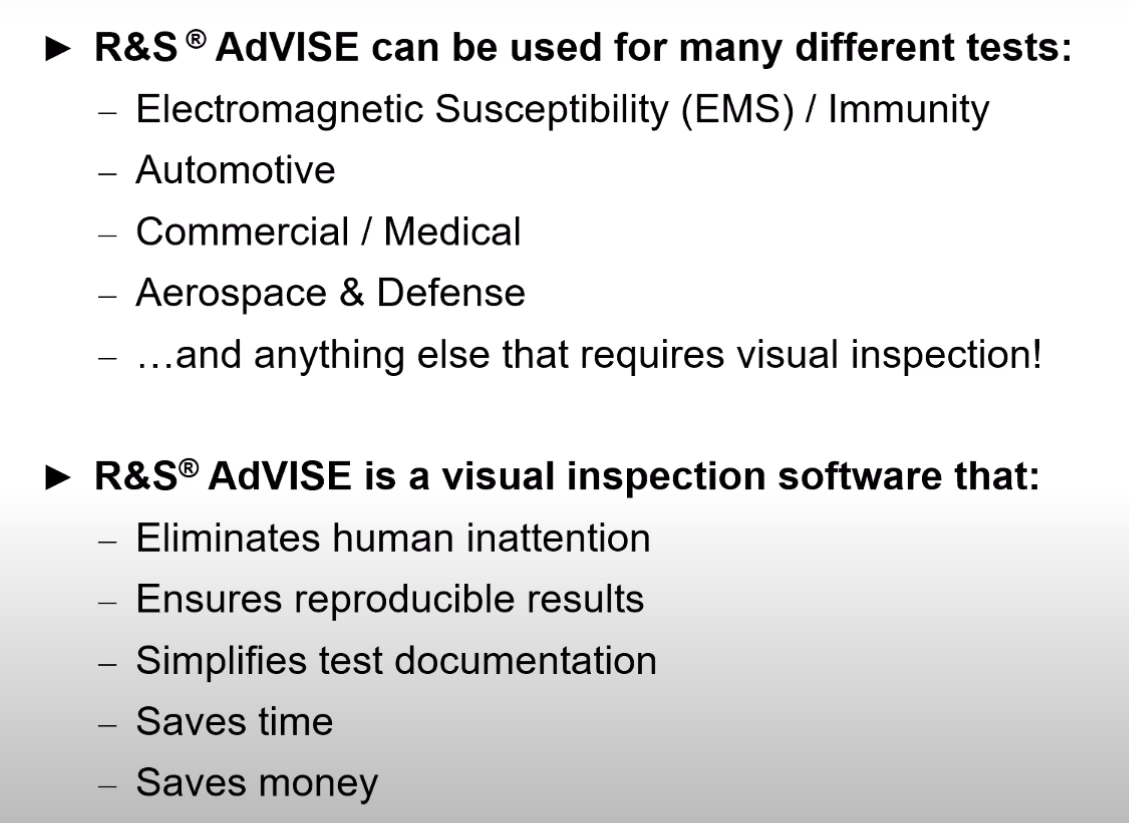 ► R&S® AdVISE can be used for many different tests:
– Electromagnetic Susceptibility (EMS) / Immunity
– Automotive
– Commercial / Medical
– Aerospace & Defense
– …and anything else that requires visual inspection!
► R&S® AdVISE is a visual inspection software that:
– Eliminates human inattention
– Ensures reproducible results
– Simplifies test documentation
– Saves time
– Saves money